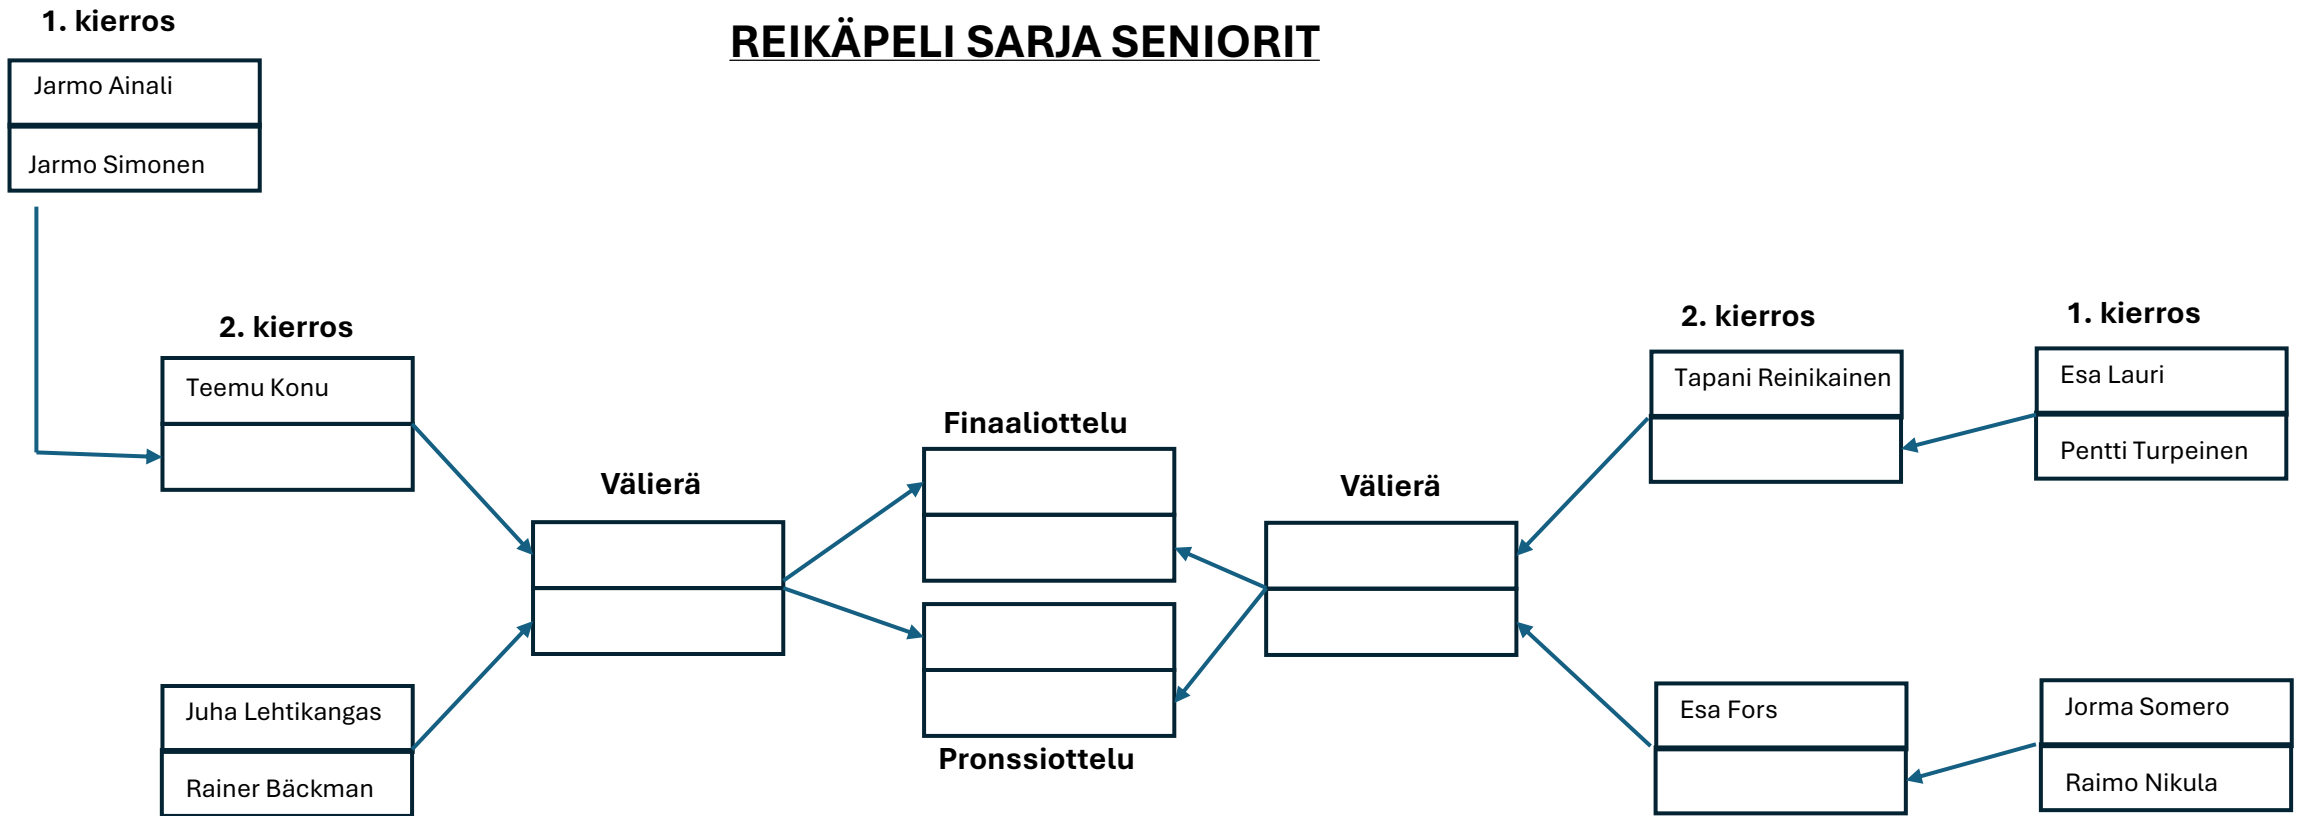 1. kierros
REIKÄPELI SARJA SENIORIT
Jarmo Ainali
Jarmo Simonen
2. kierros
Teemu Konu
Juha Lehtikangas
Rainer Bäckman
Välierä
Finaaliottelu
Pronssiottelu
Välierä
2. kierros
Tapani Reinikainen
Esa Fors
1. kierros
Esa Lauri
Pentti Turpeinen
Jorma Somero
Raimo Nikula